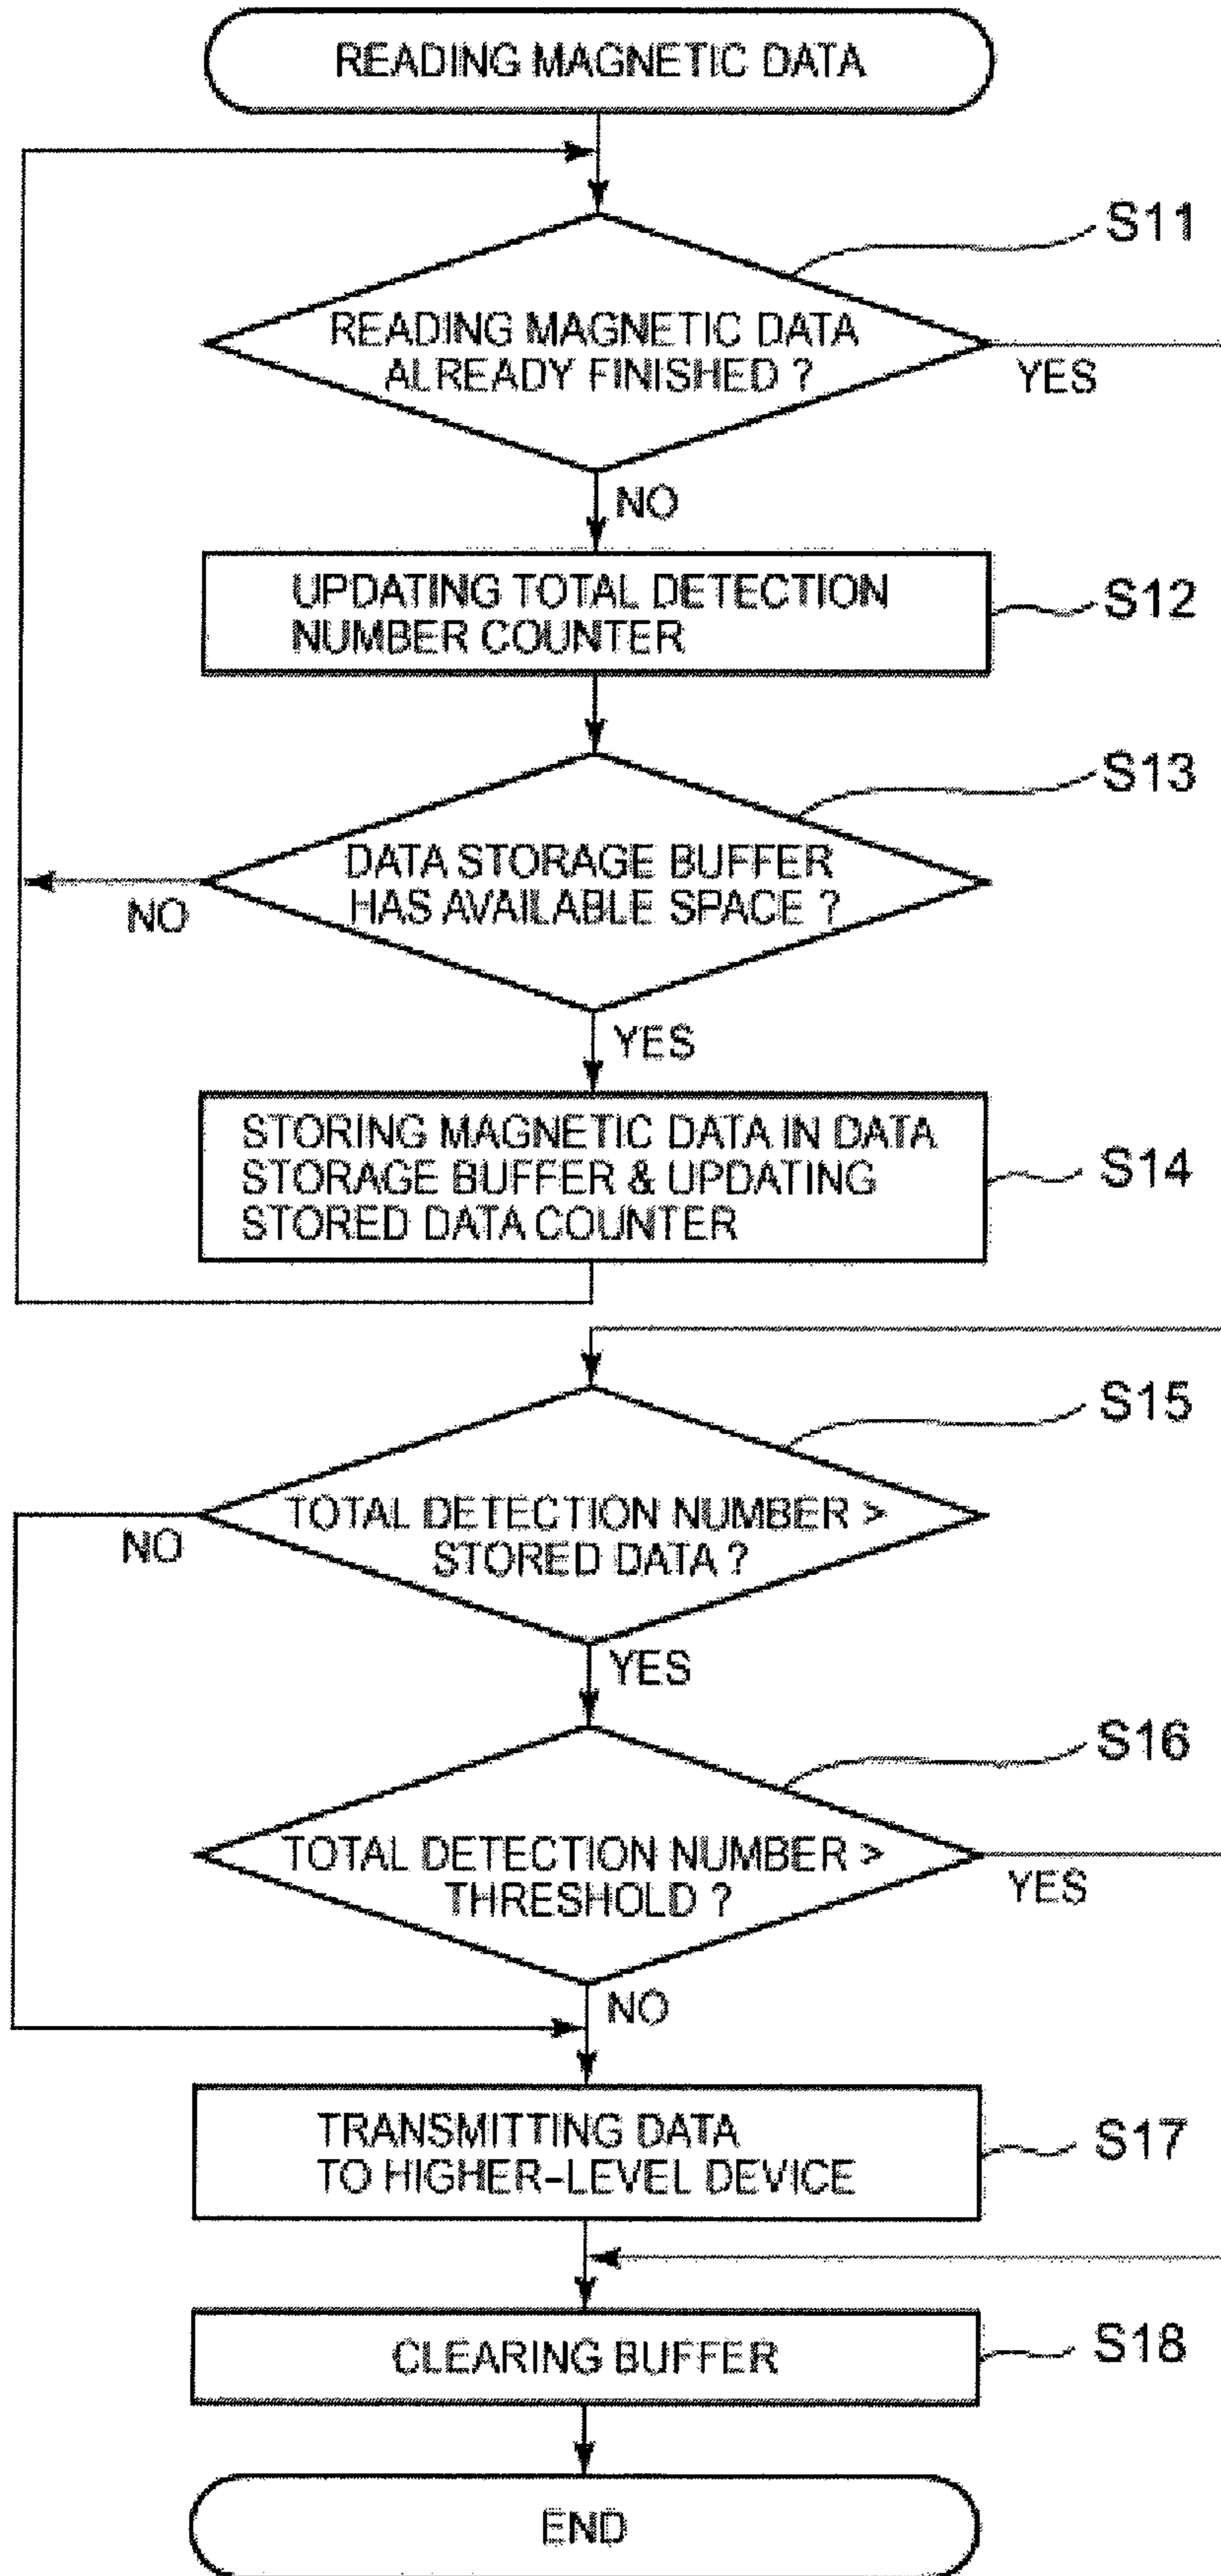 READING MAGNETIC DATA
S11
READING MAGNETIC DATA
ALREADY FINISHED ?
YES
NO
UPDATING TOTAL DETECTION
NUMBER COUNTER
S12
S13
DATA STORAGE BUFFER
HAS AVAILABLE SPACE ?
NO
YES
STORING MAGNETIC DATA IN DATA
STORAGE BUFFER & UPDATING
STORED DATA COUNTER
S14
S15
TOTAL DETECTION NUMBER >
STORED DATA ?
NO
YES
S16
TOTAL DETECTION NUMBER >
THRESHOLD ?
YES
NO
TRANSMITTING DATA
TO HIGHER-LEVEL DEVICE
S17
CLEARING BUFFER
S18
END